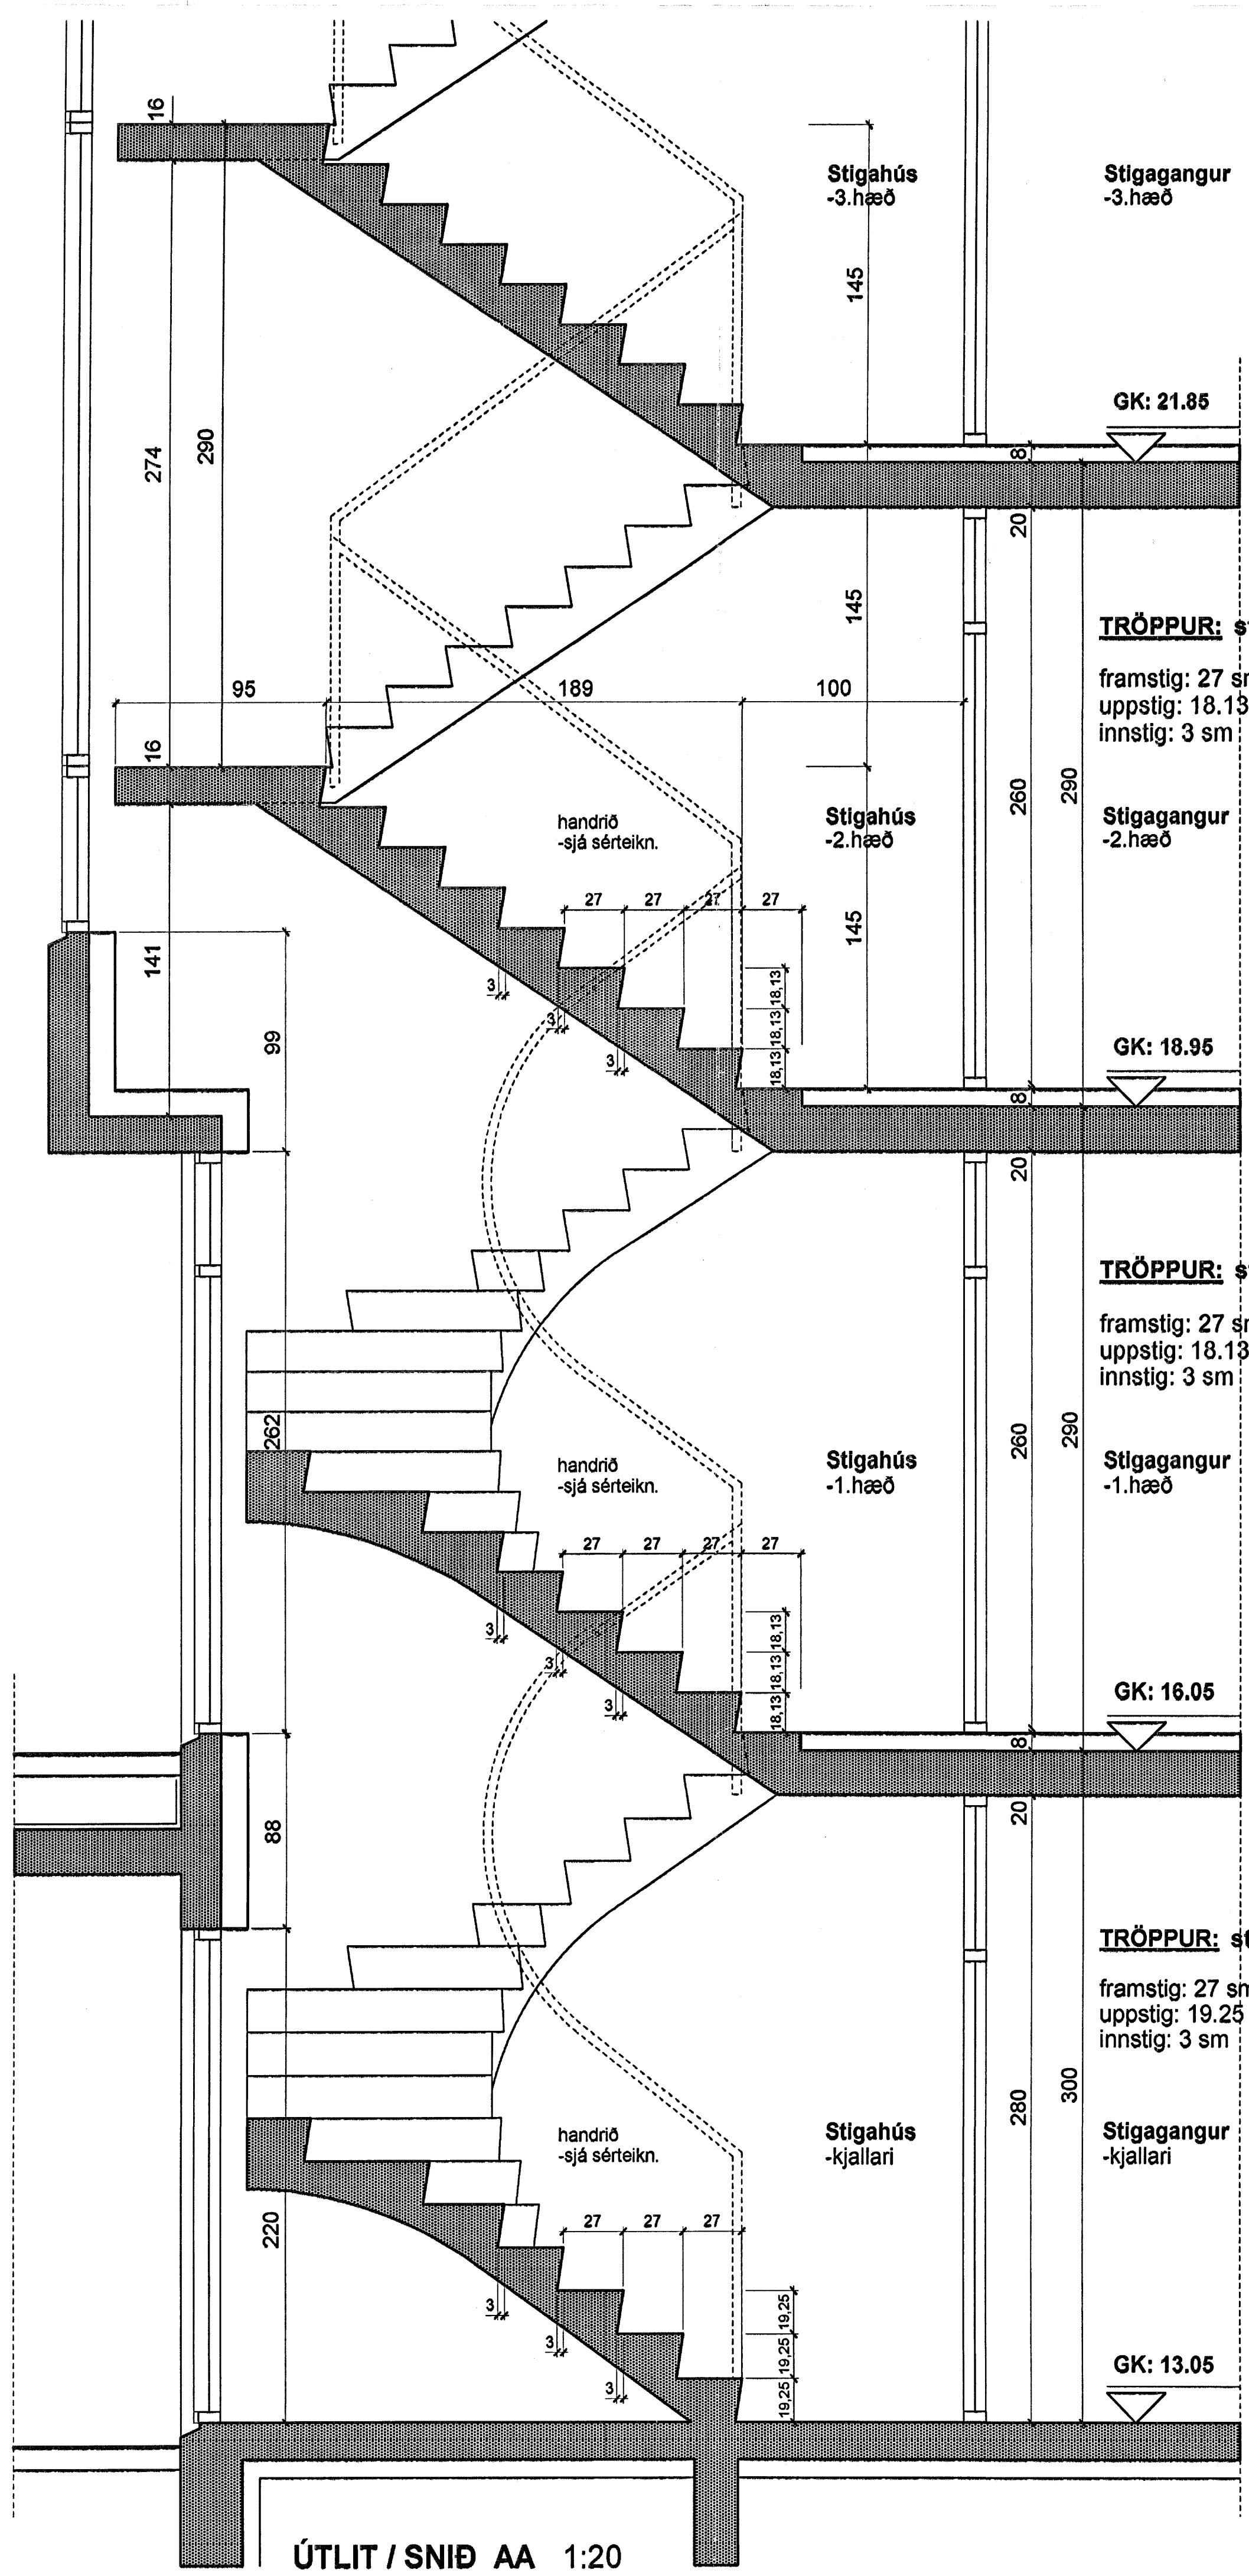 16
Stigahús
-3.hæð
Stigagangur
-3.hæð
145
GK: 21.85
274
290
8
20
145
TRÖPPUR:
framstig: 27
uppstig: 18.13
innstig: 3 sm
95
189
100
16
260
290
handrið
-sjá sérteikn.
Stigahús
-2.hæð
Stigagangur
-2.hæð
27
27
27
27
141
145
3
18,13
99
3
18,13
GK: 18.95
3
18,13
8
20
TRÖPPUR:
framstig: 27
uppstig: 18.13
innstig: 3 sm
262
260
290
handrið
-sjá sérteikn.
Stigahús
-1.hæð
Stigagangur
-1.hæð
27
27
27
27
3
18,13
3
18,13
GK: 16.05
3
18,13
8
20
88
TRÖPPUR:
framstig: 27
uppstig: 19.25
innstig: 3 sm
280
300
handrið
-sjá sérteikn.
Stigahús
-kjallari
Stigagangur
-kjallari
220
27
27
27
3
19,25
3
19,25
GK: 13.05
3
19,25
ÚTLIT / SNIÐ AA 1:20